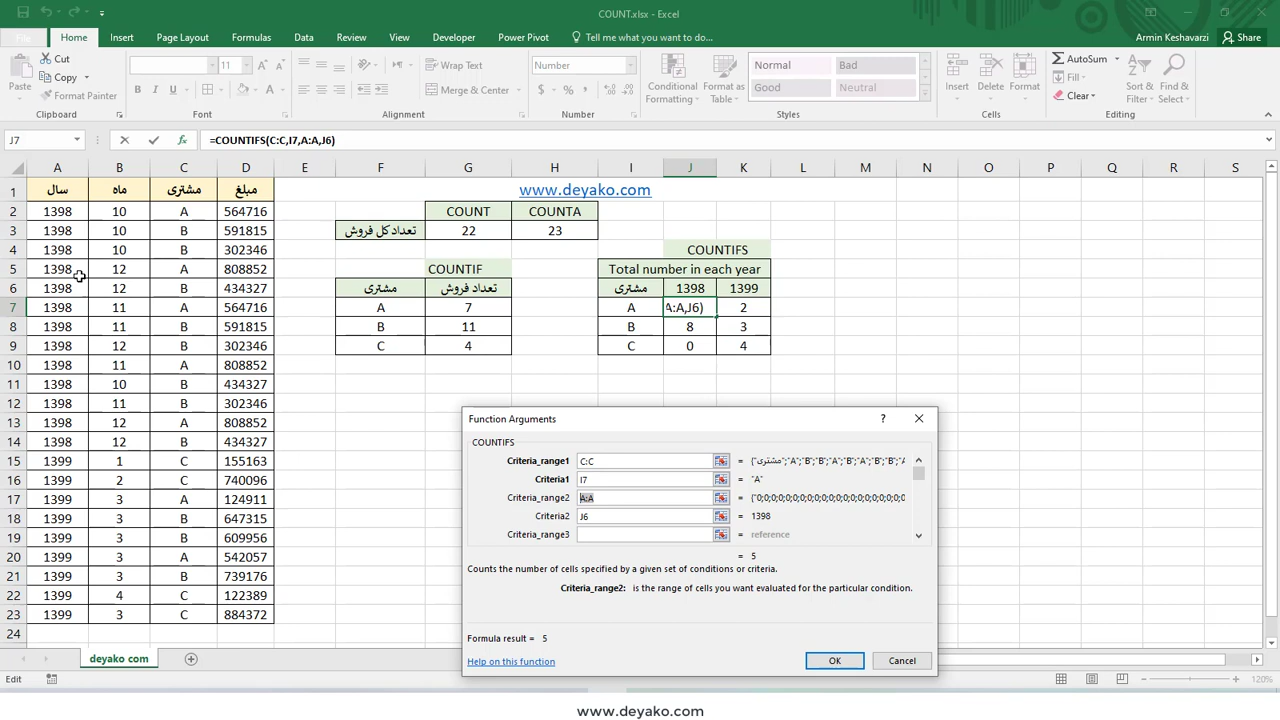 COUNT.xlsx - Excel
File Home Insert Page Layout Formulas Data Review View Developer Power Pivot Tell me what you want to do... Armin Keshavarzi Share
Cut
Copy
Format Painter
Paste
Clipboard
11
Font
Wrap Text
Merge & Center
Alignment
Number
Number
Conditional Formatting
Format as Table
Normal Bad
Good Neutral
Styles
Insert Delete Format
Cells
AutoSum
Fill
Clear
Sort & Filter
Find & Select
Editing
J7 =COUNTIFS(C:C,I7,A:A,J6)
A B C D E F G H I J K L M N O P Q R S
1 سال ماه مشتری مبلغ www.deyako.com
2 1398 10 A 564716 COUNT COUNTA
3 1398 10 B 591815 تعداد کل فروش 22 23
4 1398 10 B 302346 COUNTIFS
5 1398 12 A 808852 COUNTIF Total number in each year
6 1398 12 B 434327 مشتری تعداد فروش مشتری 1398 1399
7 1398 11 A 564716 A 7 A A:A,J6) 2
8 1398 11 B 591815 B 11 B 8 3
9 1398 12 B 302346 C 4 C 0 4
10 1398 11 A 808852
11 1398 10 B 434327
12 1398 11 B 302346
13 1398 12 A 808852
14 1398 12 B 434327
15 1399 1 C 155163
16 1399 2 C 740096
17 1399 3 A 124911
18 1399 3 B 647315
19 1399 3 B 609956
20 1399 3 A 542057
21 1399 3 B 739176
22 1399 4 C 122389
23 1399 3 C 884372
24
Function Arguments ?
COUNTIFS
Criteria_range1 C:C = {"مشتری";"A";"B";"B";"A";"B";"A";"B";"B";"A
Criteria1 I7 = "A"
Criteria_range2 A:A = {"0;0;0;0;0;0;0;0;0;0;0;0;0;0;0;0;0;0;0
Criteria2 J6 = 1398
Criteria_range3 = reference
= 5
Counts the number of cells specified by a given set of conditions or criteria.
Criteria_range2: is the range of cells you want evaluated for the particular condition.
Formula result = 5
Help on this function OK Cancel
deyako com
Edit 120%
www.deyako.com